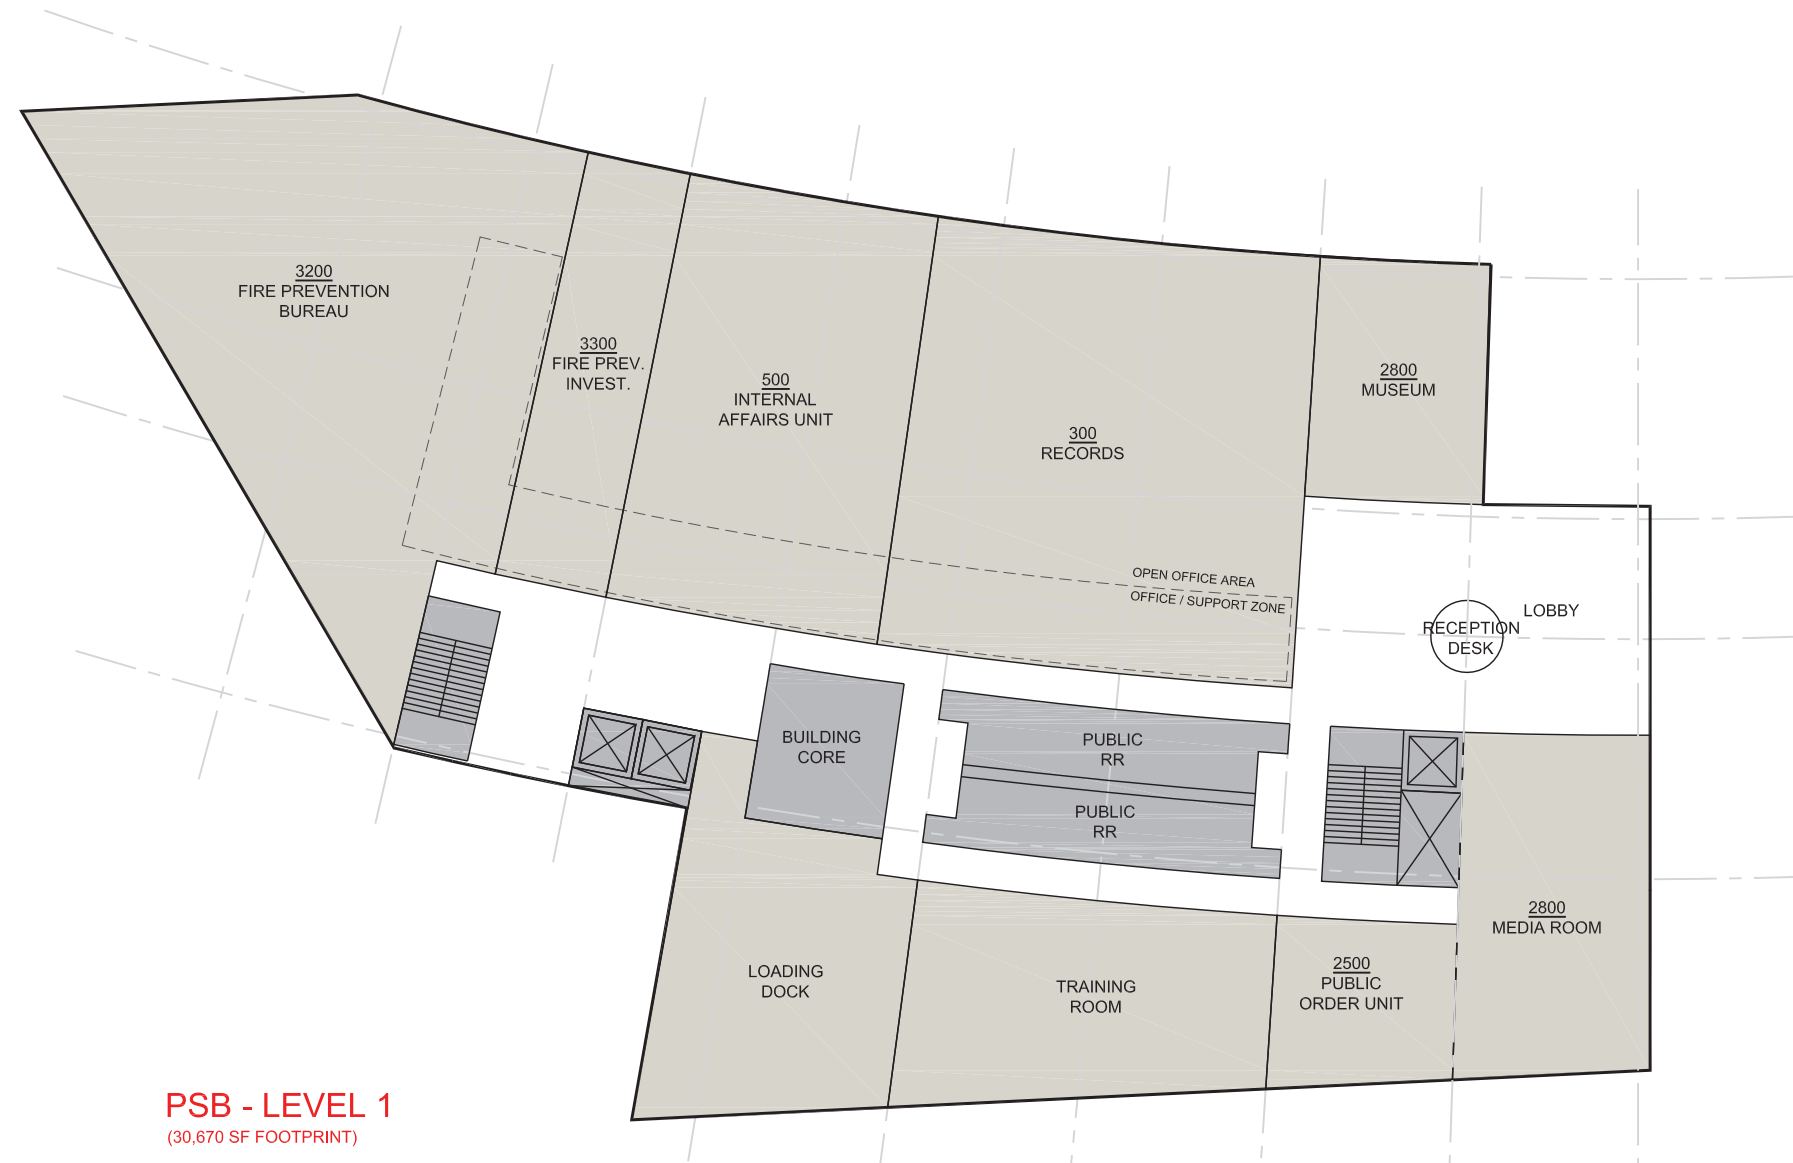 3200
FIRE PREVENTION
BUREAU
3300
FIRE PREV.
INVEST.
500
INTERNAL
AFFAIRS UNIT
300
RECORDS
2800
MUSEUM
OPEN OFFICE AREA
OFFICE / SUPPORT ZONE
LOBBY
RECEPTION
DESK
BUILDING
CORE
PUBLIC
RR
PUBLIC
RR
2800
MEDIA ROOM
LOADING
DOCK
TRAINING
ROOM
2500
PUBLIC
ORDER UNIT
PSB - LEVEL 1
(30,670 SF FOOTPRINT)